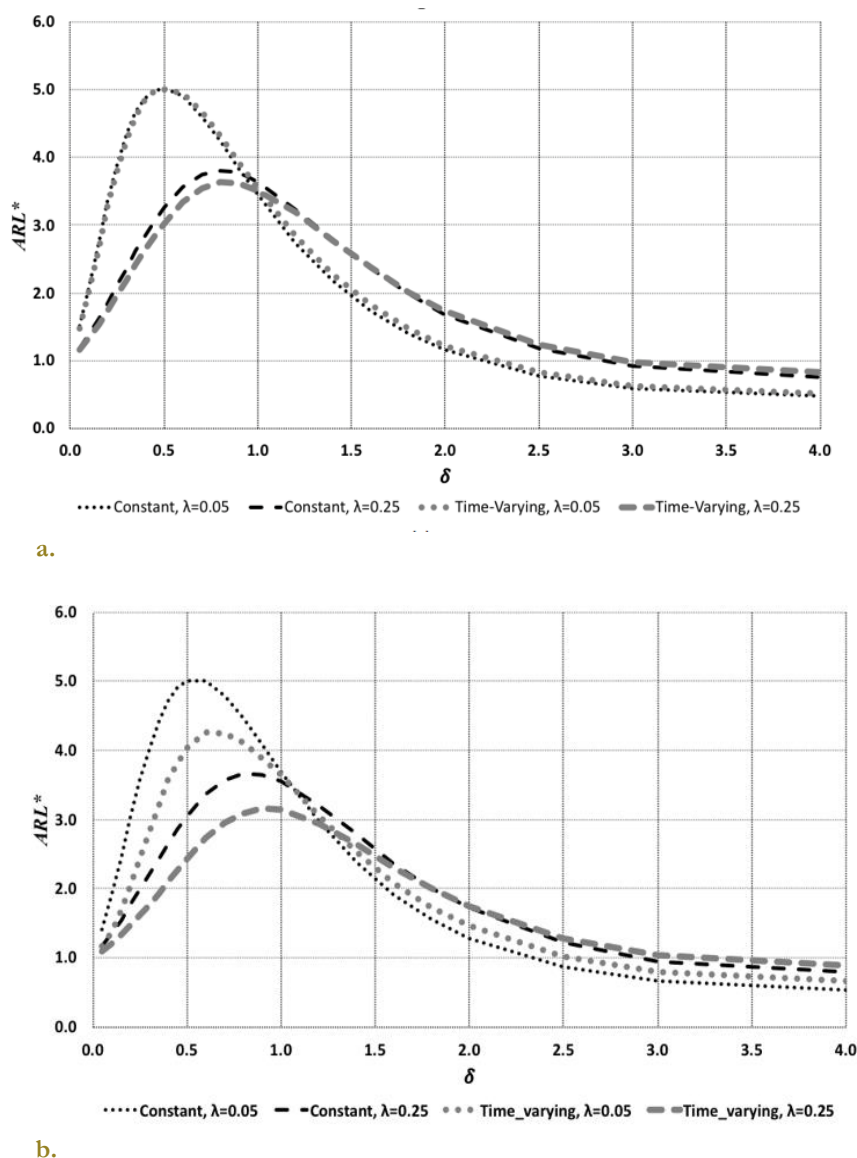 6.0
5.0
4.0
3.0
2.0
1.0
0.0
ARL*
0.0 0.5 1.0 1.5 2.0 2.5 3.0 3.5 4.0
δ
Constant, λ=0.05 Constant, λ=0.25 Time-Varying, λ=0.05 Time-Varying, λ=0.25
a.
6.0
5.0
4.0
3.0
2.0
1.0
0.0
ARL*
0.0 0.5 1.0 1.5 2.0 2.5 3.0 3.5 4.0
δ
Constant, λ=0.05 Constant, λ=0.25 Time_varying, λ=0.05 Time_varying, λ=0.25
b.